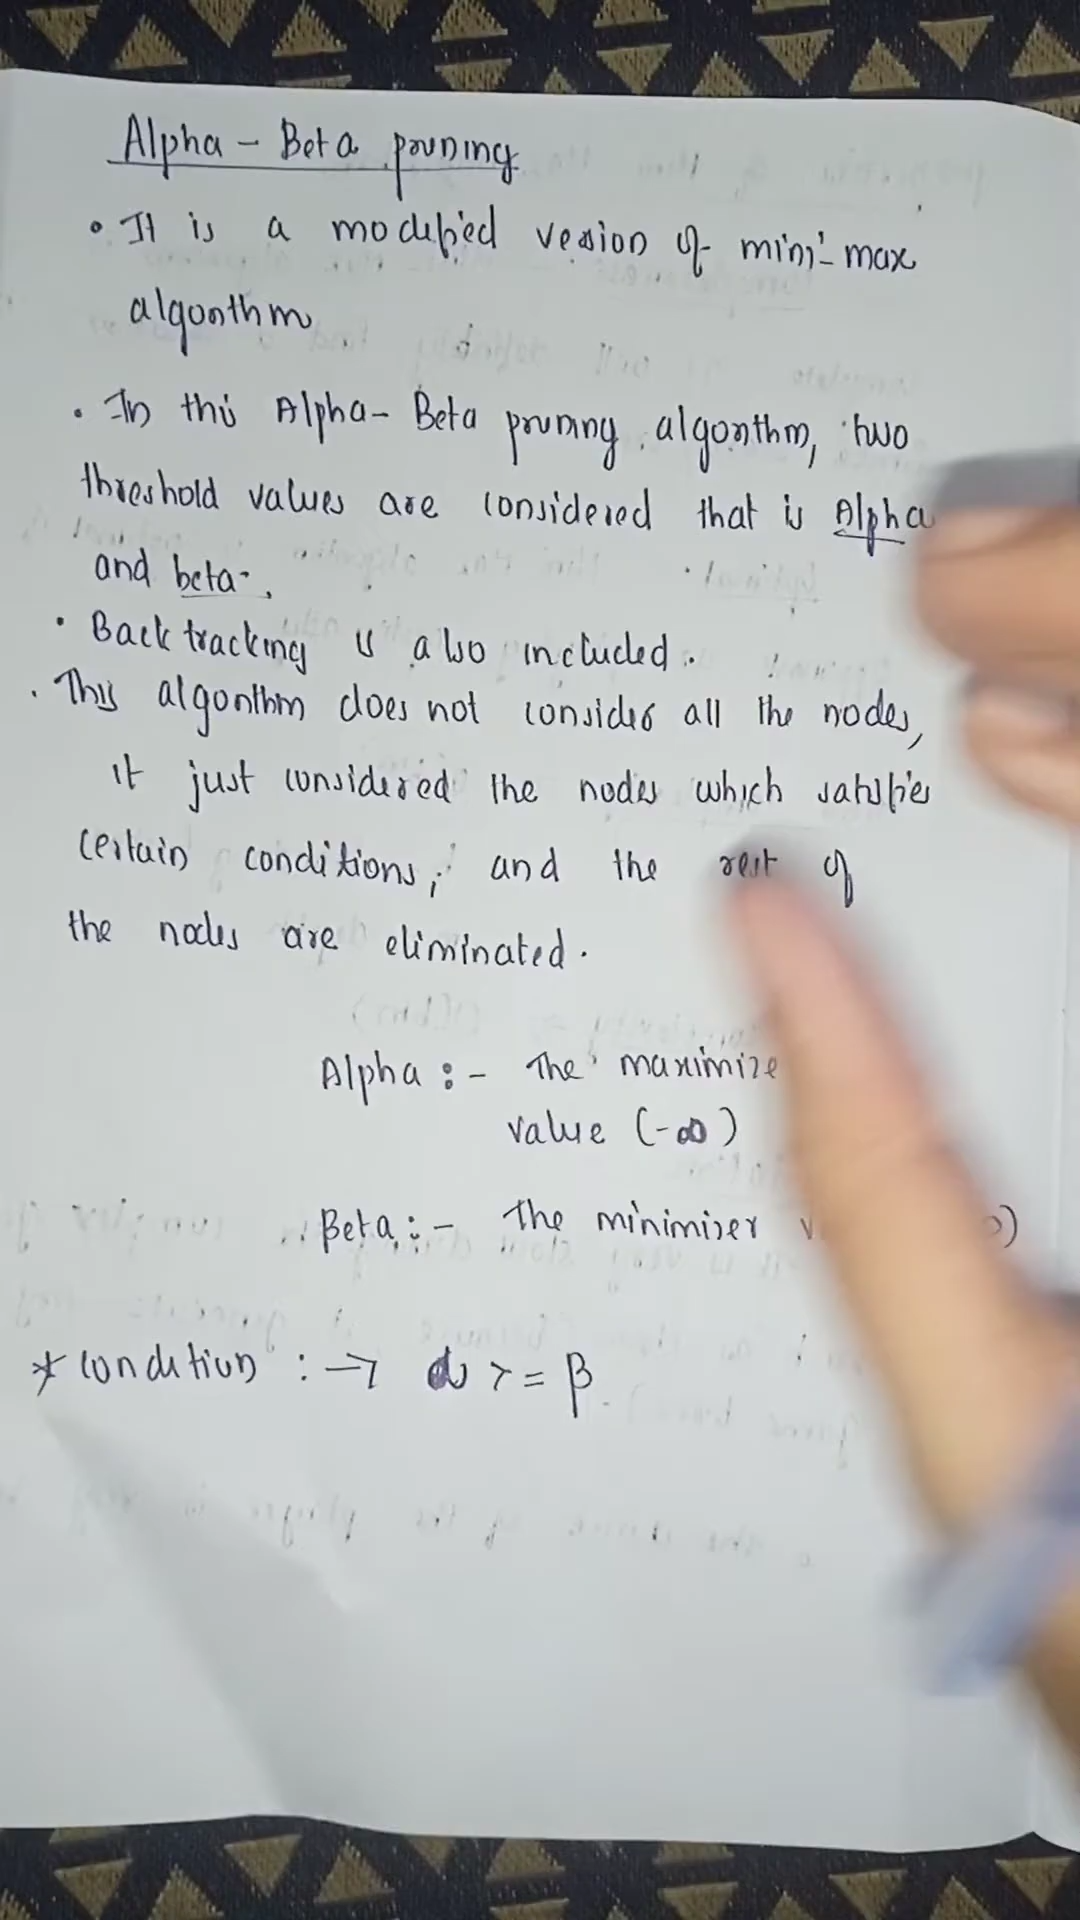 Alpha - Beta pruning
• It is a modified version of mini-max
algorithm
• In this Alpha-Beta pruning algorithm, two
threshold values are considered that is Alpha
and beta.
• Back tracking is also included.
• This algorithm does not consider all the nodes,
it just considered the nodes which satisfies
certain conditions, and the rest of
the nodes are eliminated.
Alpha :- The maximize
value (-∞)
Beta :- The minimizer
* Condition :→ α >= β